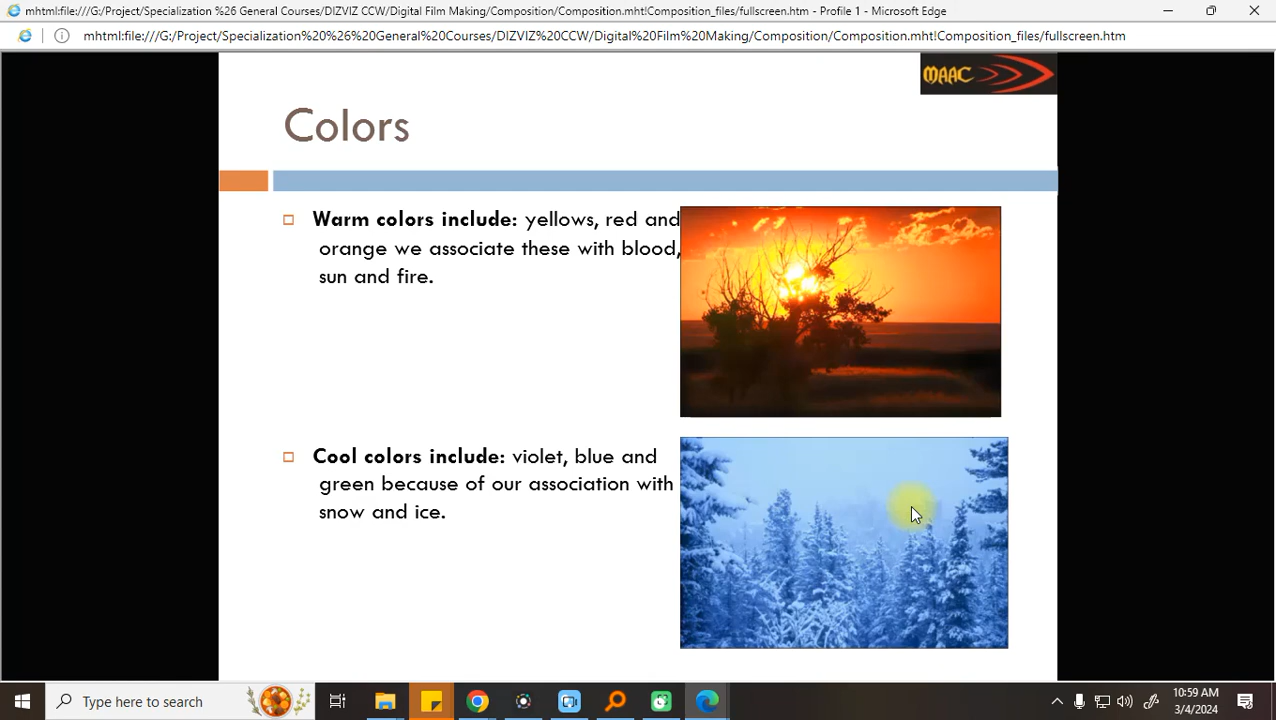 mhtml:file:///G:/Project/Specialization %26 General Courses/DIZVIZ CCW/Digital Film Making/Composition/Composition.mht!Composition_files/fullscreen.htm - Profile 1 - Microsoft Edge
mhtml:file:///G:/Project/Specialization%20%26%20General%20Courses/DIZVIZ%20CCW/Digital%20Film%20Making/Composition/Composition.mht!Composition_files/fullscreen.htm
MAAC
Colors
Warm colors include: yellows, red and
orange we associate these with blood,
sun and fire.
Cool colors include: violet, blue and
green because of our association with
snow and ice.
Type here to search
10:59 AM
3/4/2024